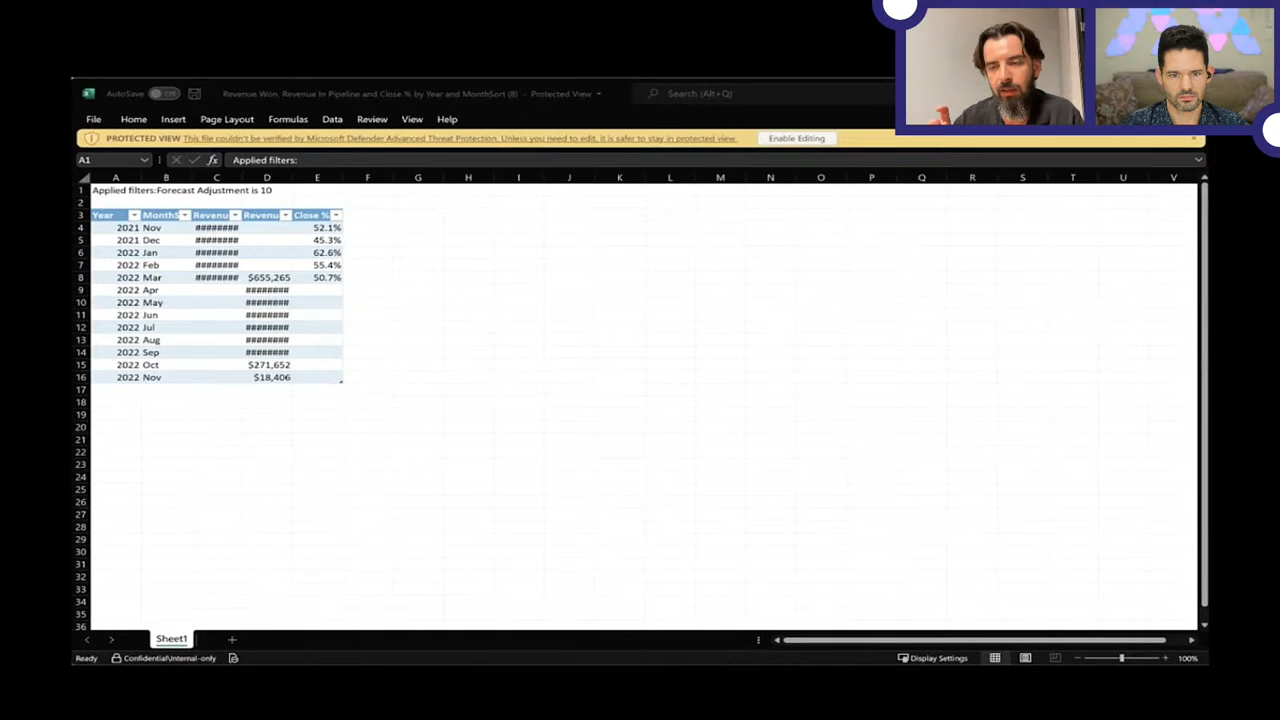 AutoSave Off Revenue Won, Revenue In Pipeline and Close % by Year and MonthSort (8) - Protected View Search (Alt+Q)
File Home Insert Page Layout Formulas Data Review View Help
PROTECTED VIEW This file couldn't be verified by Microsoft Defender Advanced Threat Protection. Unless you need to edit, it is safer to stay in protected view. Enable Editing
A1 fx Applied filters:
A B C D E F G H I J K L M N O P Q R S T U V
1 Applied filters:Forecast Adjustment is 10
2
3 Year MonthS Revenu Revenu Close %
4 2021 Nov ######## 52.1%
5 2021 Dec ######## 45.3%
6 2022 Jan ######## 62.6%
7 2022 Feb ######## 55.4%
8 2022 Mar ######## $655,265 50.7%
9 2022 Apr ########
10 2022 May ########
11 2022 Jun ########
12 2022 Jul ########
13 2022 Aug ########
14 2022 Sep ########
15 2022 Oct $271,652
16 2022 Nov $18,406
17
18
19
20
21
22
23
24
25
26
27
28
29
30
31
32
33
34
35
36
Sheet1
Ready Confidential\Internal-only Display Settings 100%